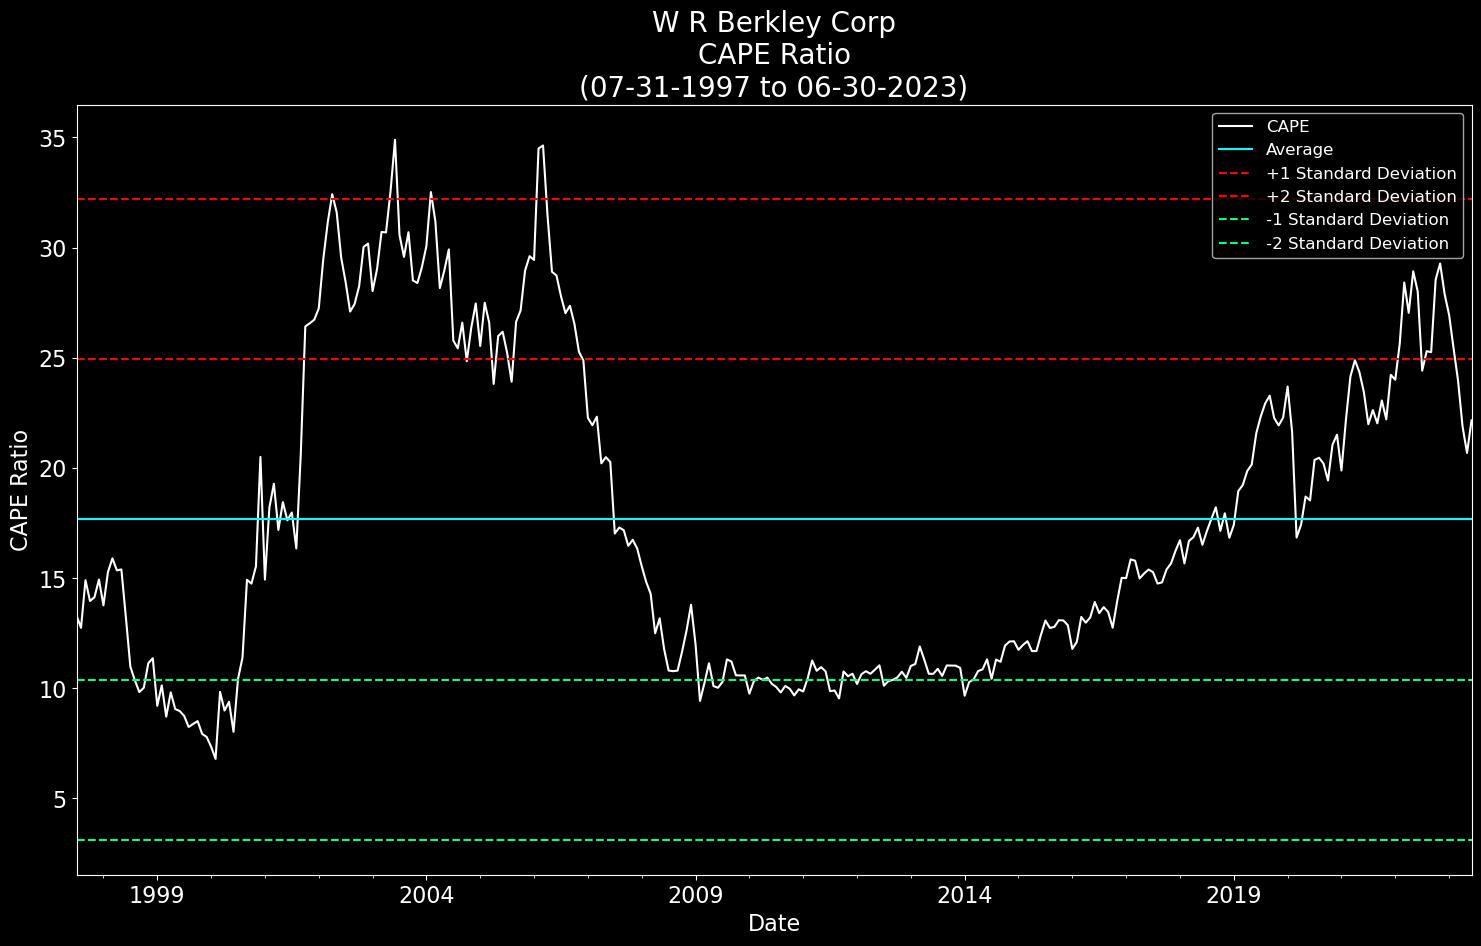 W R Berkley Corp
CAPE Ratio
(07-31-1997 to 06-30-2023)
CAPE
Average
+1 Standard Deviation
+2 Standard Deviation
-1 Standard Deviation
-2 Standard Deviation
35
30
25
20
15
10
5
CAPE Ratio
1999
2004
2009
2014
2019
Date